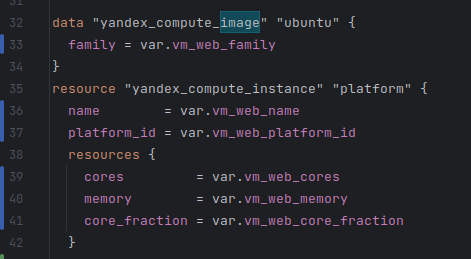 31
32 data "yandex_compute_image" "ubuntu" {
33   family = var.vm_web_family
34 }
35 resource "yandex_compute_instance" "platform" {
36   name        = var.vm_web_name
37   platform_id = var.vm_web_platform_id
38   resources {
39     cores         = var.vm_web_cores
40     memory        = var.vm_web_memory
41     core_fraction = var.vm_web_core_fraction
42   }